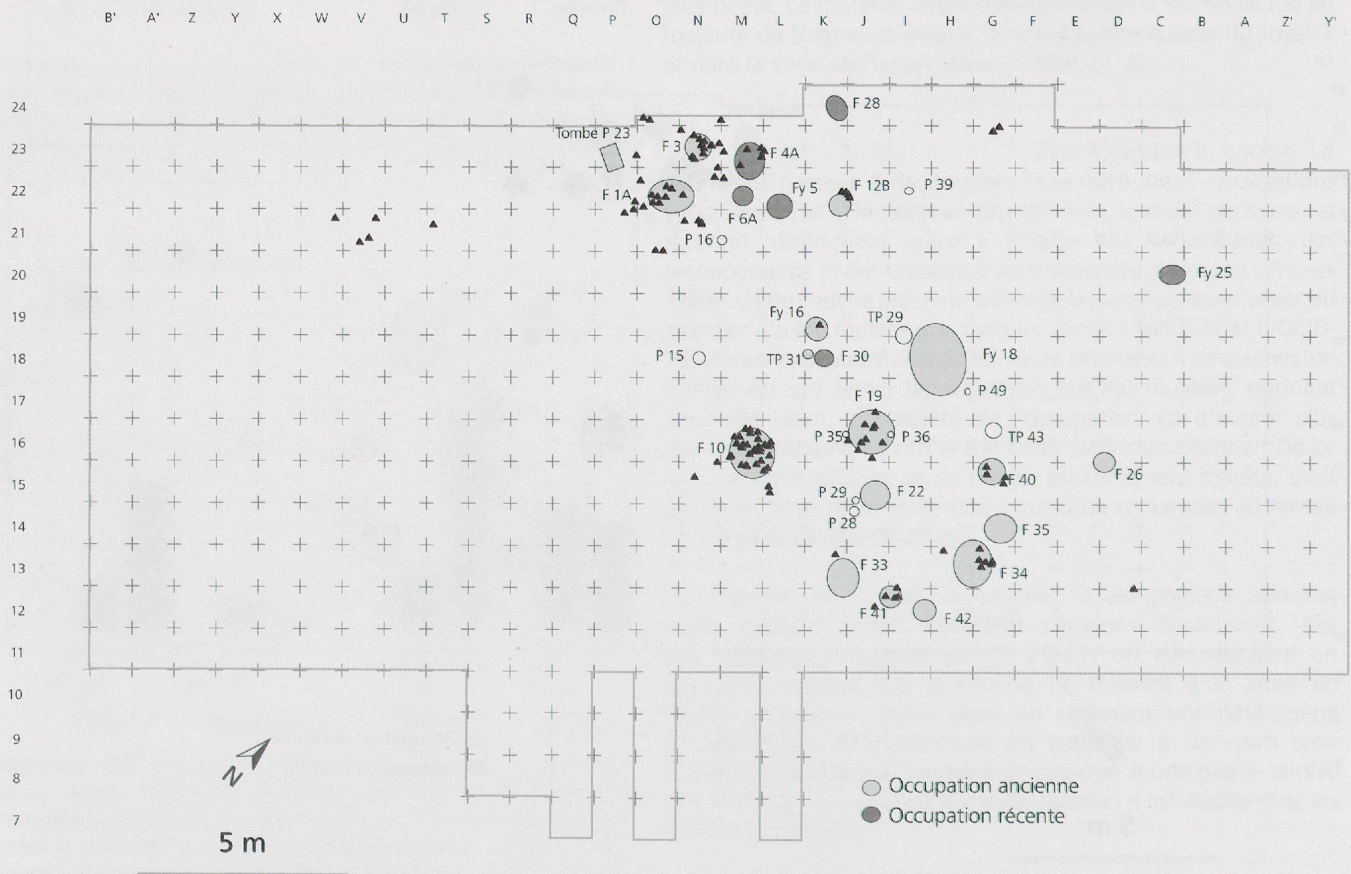 B' A' Z Y X W V U T S R Q P O N M L K J I H G F E D C B A Z' Y'
24 F 28
Tombe P 23
23 F 3 F 4A
22 F 1A Fy 5 F 12B P 39
F 6A
21 P 16
20 Fy 25
19 Fy 16 TP 29
18 P 15 TP 31 F 30 Fy 18
P 49
17 F 19
16 F 10 P 35 P 36 TP 43
F 26
15 P 29 F 22 F 40
14 P 28 F 35
13 F 33 F 34
12 F 41 F 42
11
10
9
N
8 Occupation ancienne
7 Occupation récente
5 m